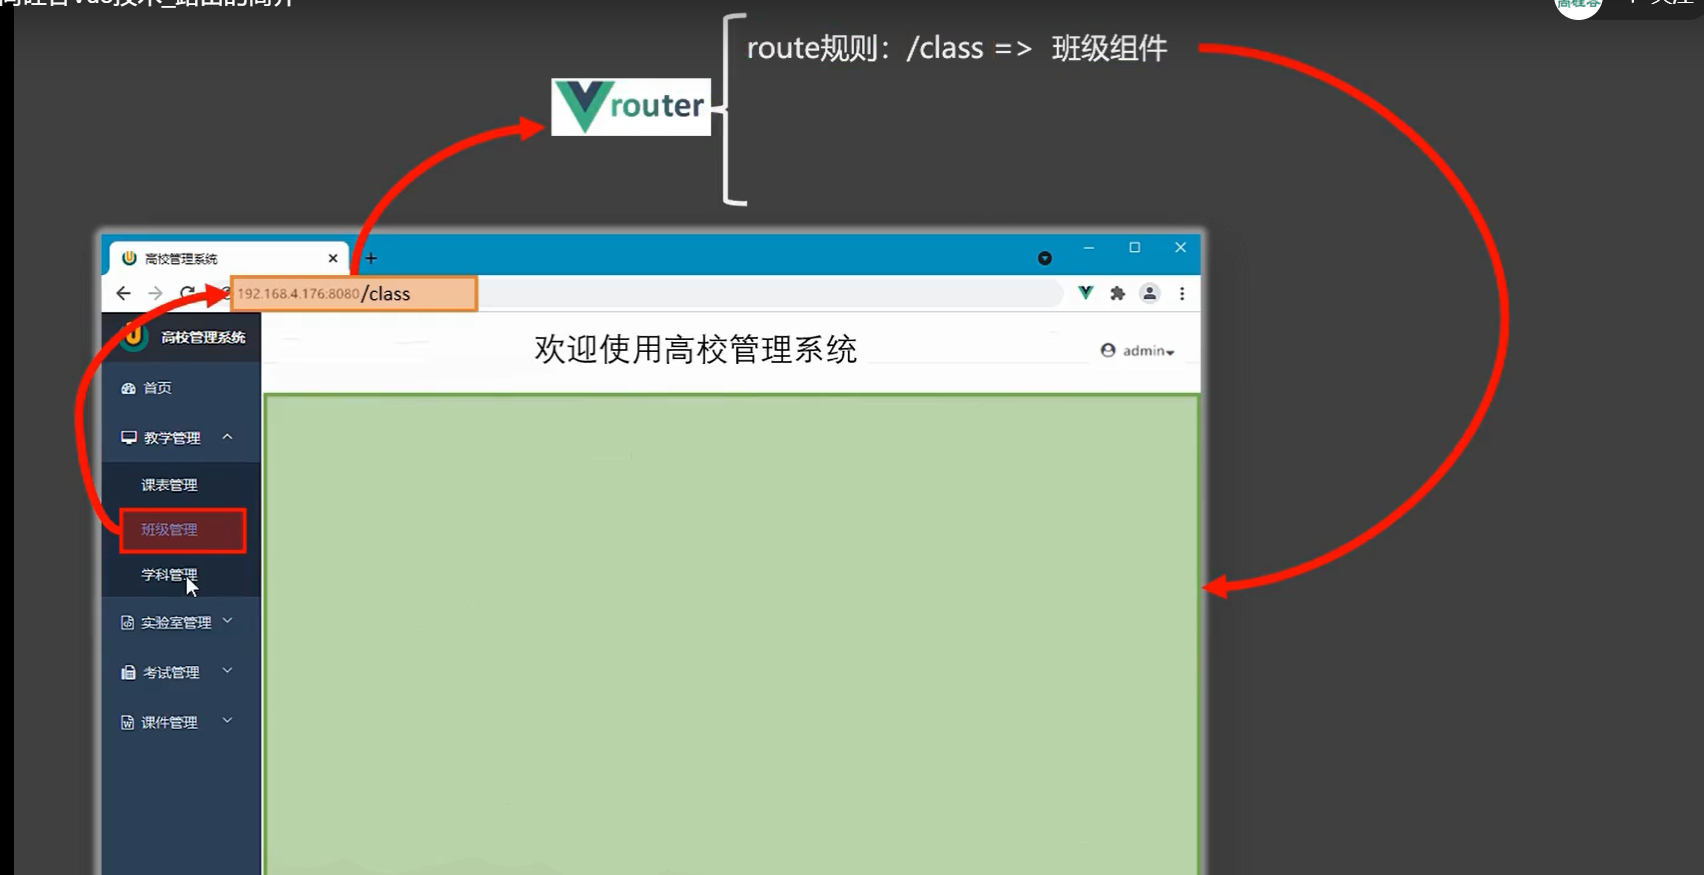 route规则：/class => 班级组件
router
高校管理系统
192.168.4.176:8080/class
高校管理系统
欢迎使用高校管理系统
admin
首页
教学管理
课表管理
班级管理
学科管理
实验室管理
考试管理
课件管理